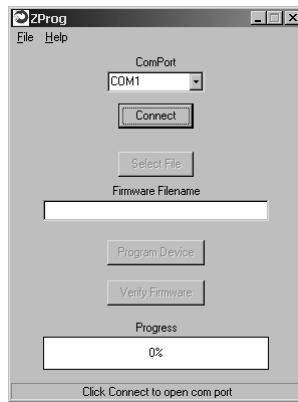 ZProg
File Help
ComPort
COM1
Connect
Select File
Firmware Filename
Program Device
Verify Firmware
Progress
0%
Click Connect to open com port